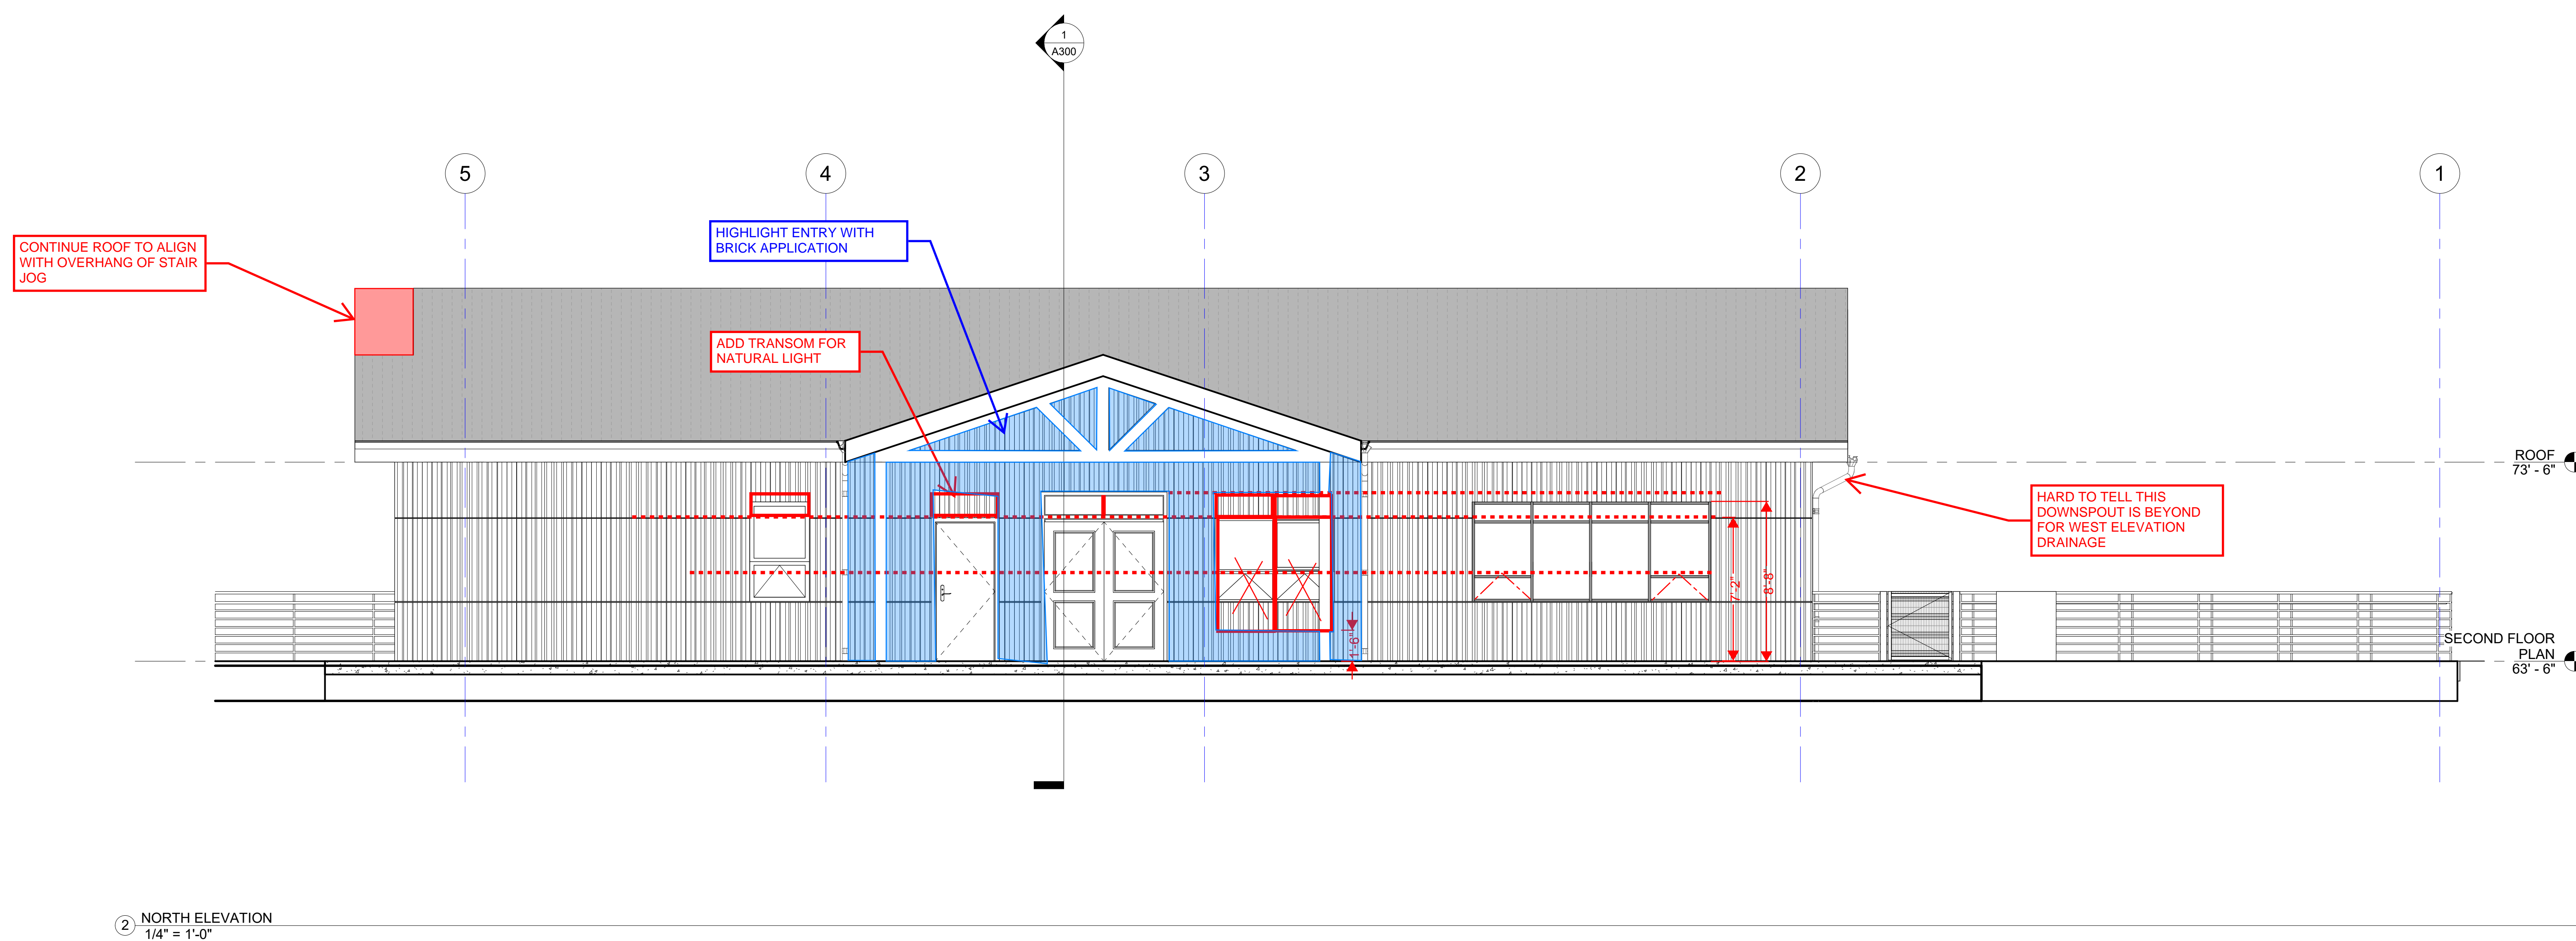 1
A300
5
4
3
2
1
CONTINUE ROOF TO ALIGN
WITH OVERHANG OF STAIR
JOG
HIGHLIGHT ENTRY WITH
BRICK APPLICATION
ADD TRANSOM FOR
NATURAL LIGHT
ROOF
73' - 6"
HARD TO TELL THIS
DOWNSPOUT IS BEYOND
FOR WEST ELEVATION
DRAINAGE
7'-2"
8'-8"
1'-6"
SECOND FLOOR
PLAN
63' - 6"
2
NORTH ELEVATION
1/4" = 1'-0"